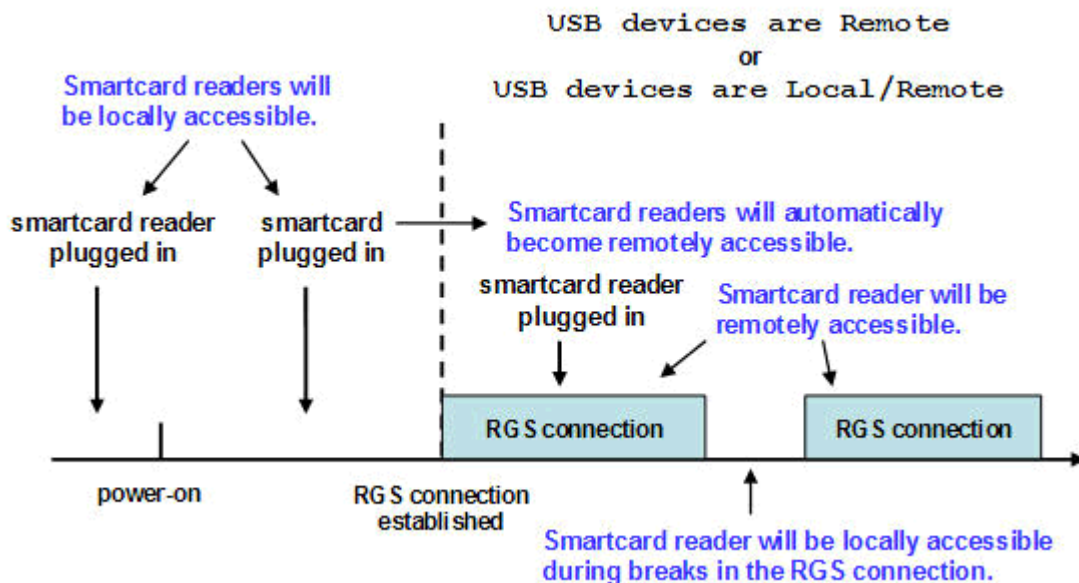 USB devices are Remote
or
USB devices are Local/Remote
Smartcard readers will
be locally accessible.
smartcard reader
plugged in
smartcard
plugged in
Smartcard readers will automatically
become remotely accessible.
smartcard reader
plugged in
Smartcard reader will be
remotely accessible.
RGS connection
RGS connection
power-on
RGS connection
established
Smartcard reader will be locally accessible
during breaks in the RGS connection.